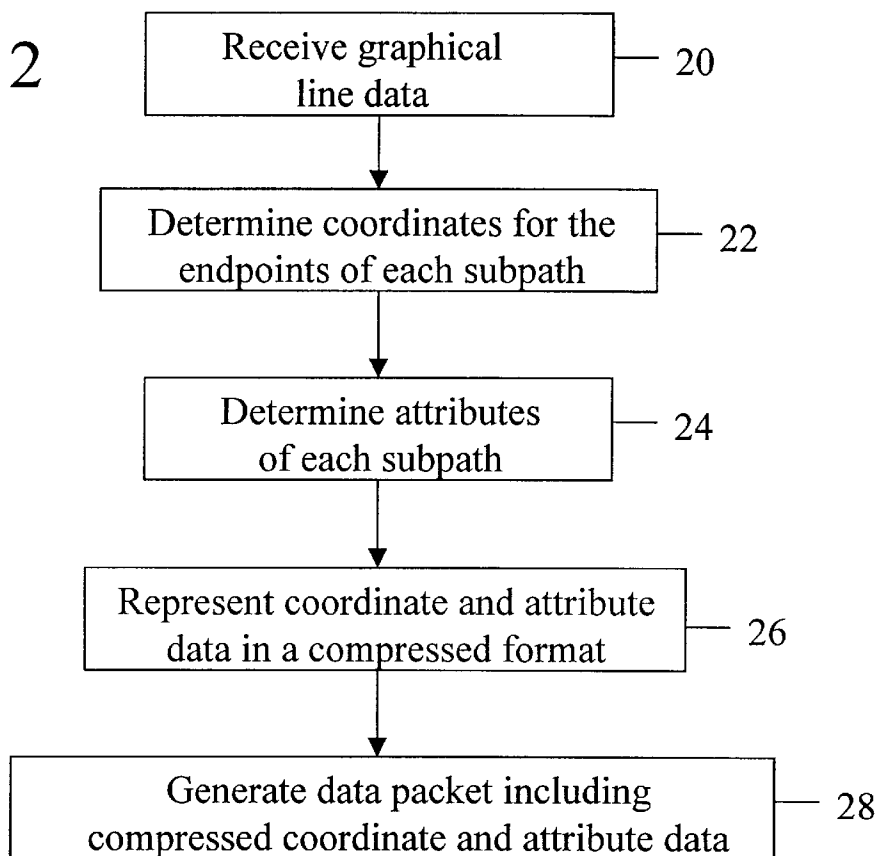 2
Receive graphical
line data
20
Determine coordinates for the
endpoints of each subpath
22
Determine attributes
of each subpath
24
Represent coordinate and attribute
data in a compressed format
26
Generate data packet including
compressed coordinate and attribute data
28